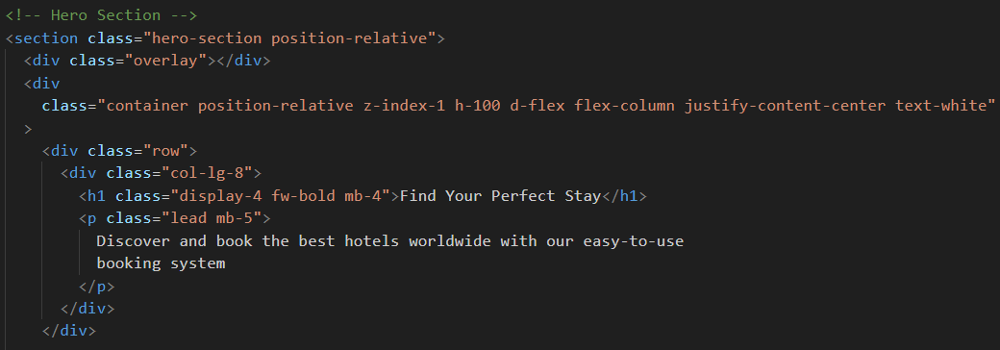 <!-- Hero Section -->
<section class="hero-section position-relative">
<div class="overlay"></div>
<div
class="container position-relative z-index-1 h-100 d-flex flex-column justify-content-center text-white"
>
<div class="row">
<div class="col-lg-8">
<h1 class="display-4 fw-bold mb-4">Find Your Perfect Stay</h1>
<p class="lead mb-5">
Discover and book the best hotels worldwide with our easy-to-use
booking system
</p>
</div>
</div>